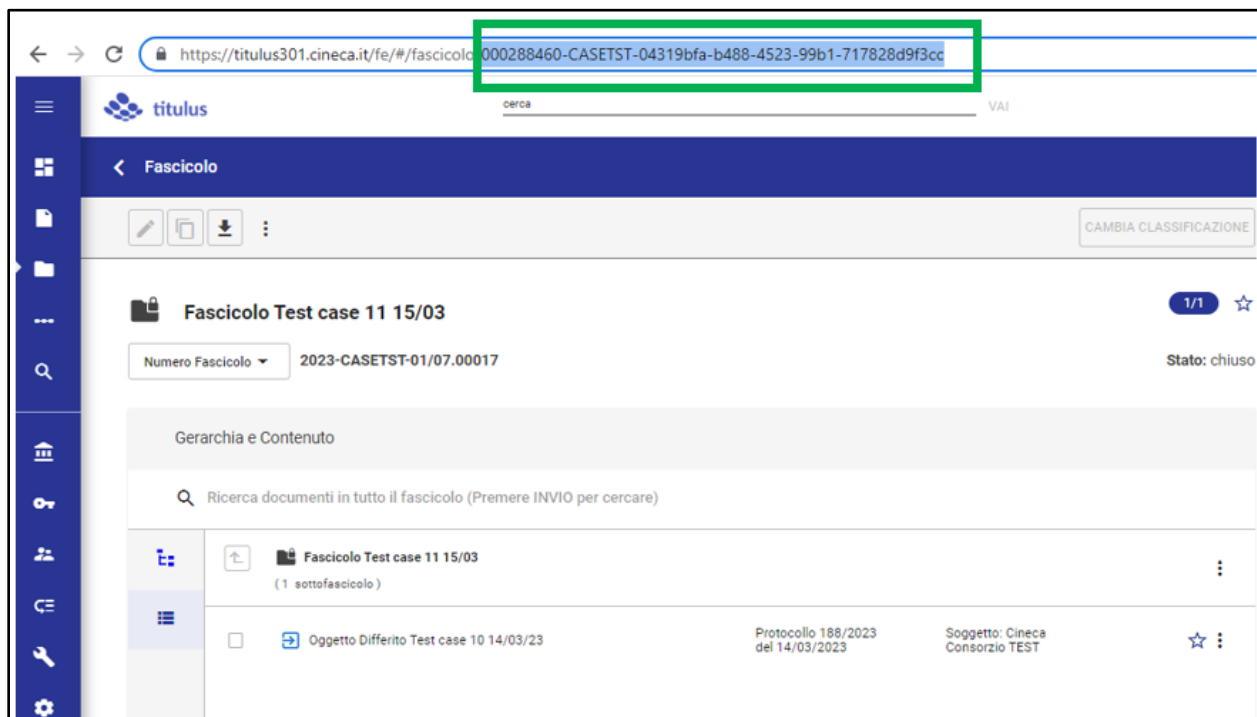 https://titulus301.cineca.it/fe/#/fascicolo/000288460-CASETST-04319bfa-b488-4523-99b1-717828d9f3cc
titulus
cerca
VAI
Fascicolo
CAMBIA CLASSIFICAZIONE
Fascicolo Test case 11 15/03
1/1
Numero Fascicolo
2023-CASETST-01/07.00017
Stato: chiuso
Gerarchia e Contenuto
Ricerca documenti in tutto il fascicolo (Premere INVIO per cercare)
Fascicolo Test case 11 15/03
( 1 sottofascicolo )
Oggetto Differito Test case 10 14/03/23
Protocollo 188/2023
del 14/03/2023
Soggetto: Cineca
Consorzio TEST